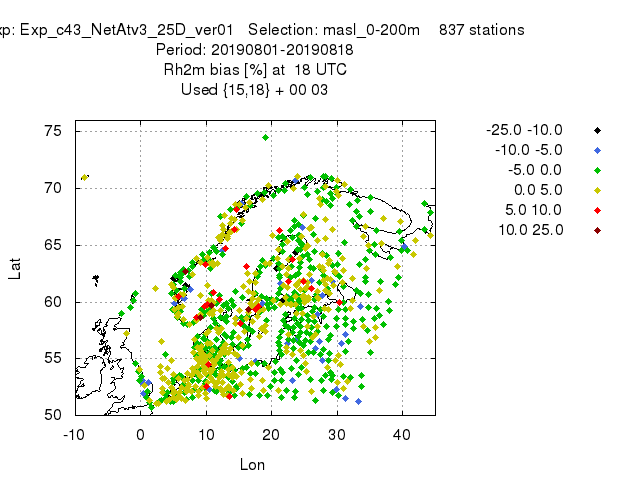 xp: Exp_c43_NetAtv3_25D_ver01 Selection: masl_0-200m 837 stations
Period: 20190801-20190818
Rh2m bias [%] at 18 UTC
Used {15,18} + 00 03
-25.0 -10.0
-10.0 -5.0
-5.0 0.0
0.0 5.0
5.0 10.0
10.0 25.0
75
70
65
60
55
50
Lat
-10 0 10 20 30 40
Lon